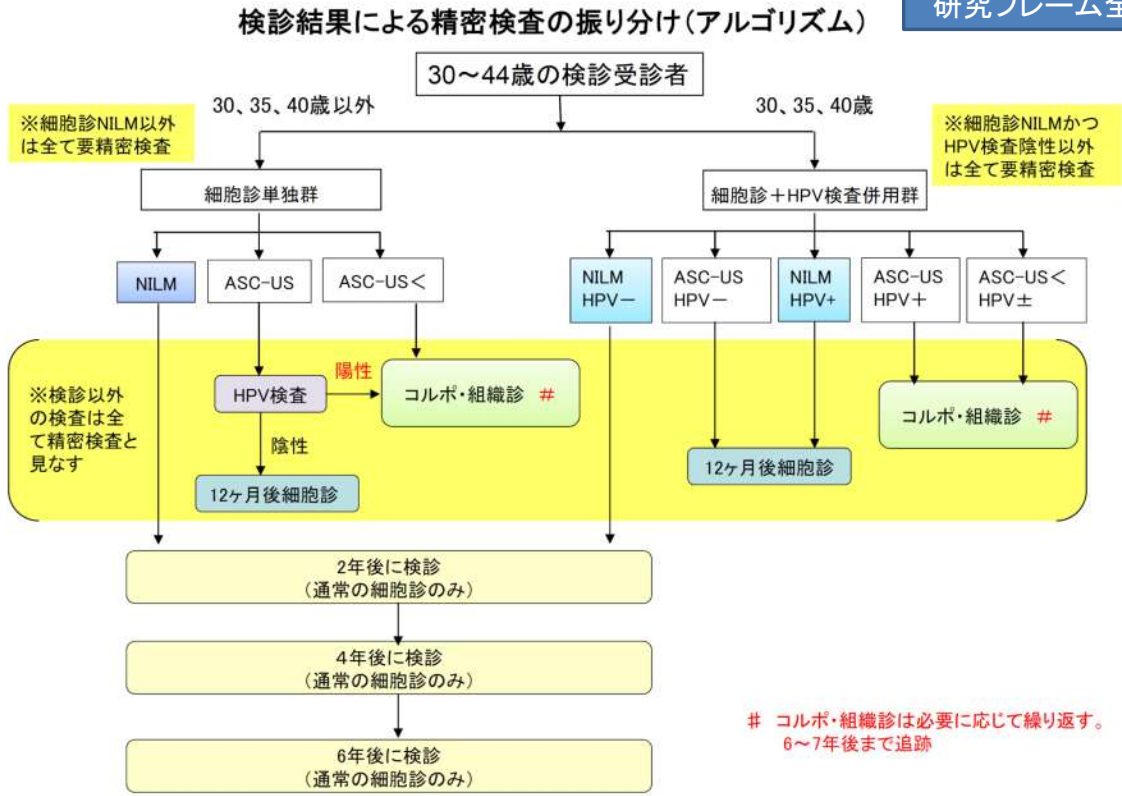 研究フレーム全
検診結果による精密検査の振り分け(アルゴリズム)
30～44歳の検診受診者
30、35、40歳以外
30、35、40歳
※細胞診NILM以外
は全て要精密検査
※細胞診NILMかつ
HPV検査陰性以外
は全て要精密検査
細胞診単独群
細胞診＋HPV検査併用群
NILM
ASC-US
ASC-US＜
NILM
HPV－
ASC-US
HPV－
NILM
HPV+
ASC-US
HPV＋
ASC-US＜
HPV±
※検診以外
の検査は全
て精密検査と
見なす
HPV検査
陽性
コルポ・組織診 #
陰性
12ヶ月後細胞診
コルポ・組織診 #
12ヶ月後細胞診
2年後に検診
(通常の細胞診のみ)
4年後に検診
(通常の細胞診のみ)
6年後に検診
(通常の細胞診のみ)
# コルポ・組織診は必要に応じて繰り返す。
6～7年後まで追跡